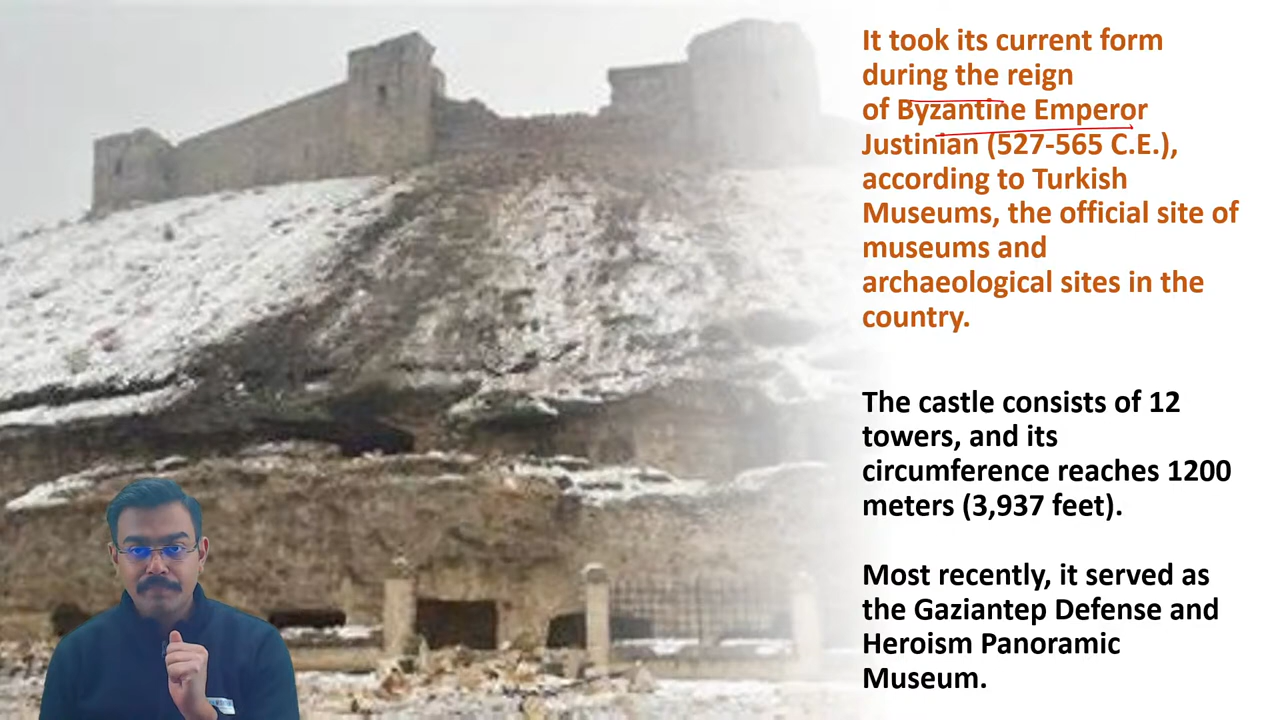 It took its current form
during the reign
of Byzantine Emperor
Justinian (527-565 C.E.),
according to Turkish
Museums, the official site of
museums and
archaeological sites in the
country.
The castle consists of 12
towers, and its
circumference reaches 1200
meters (3,937 feet).
Most recently, it served as
the Gaziantep Defense and
Heroism Panoramic
Museum.